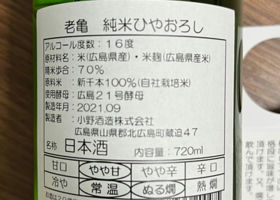 老亀 純米ひやおろし
アルコール度数：１６度
原料：米(広島県産)・米麹(広島県産米)
精米歩合：７０％
原料米：新千本100％(自社栽培米)
使用酵母：広島２１号酵母
製造年月：2021.09
製造者：小野酒造株式会社
広島県山県郡北広島町蔵迫47
品名 日本酒 内容量：720ml
甘口 やや甘 やや辛 辛口
冷や 常温 ぬる燗 熱燗